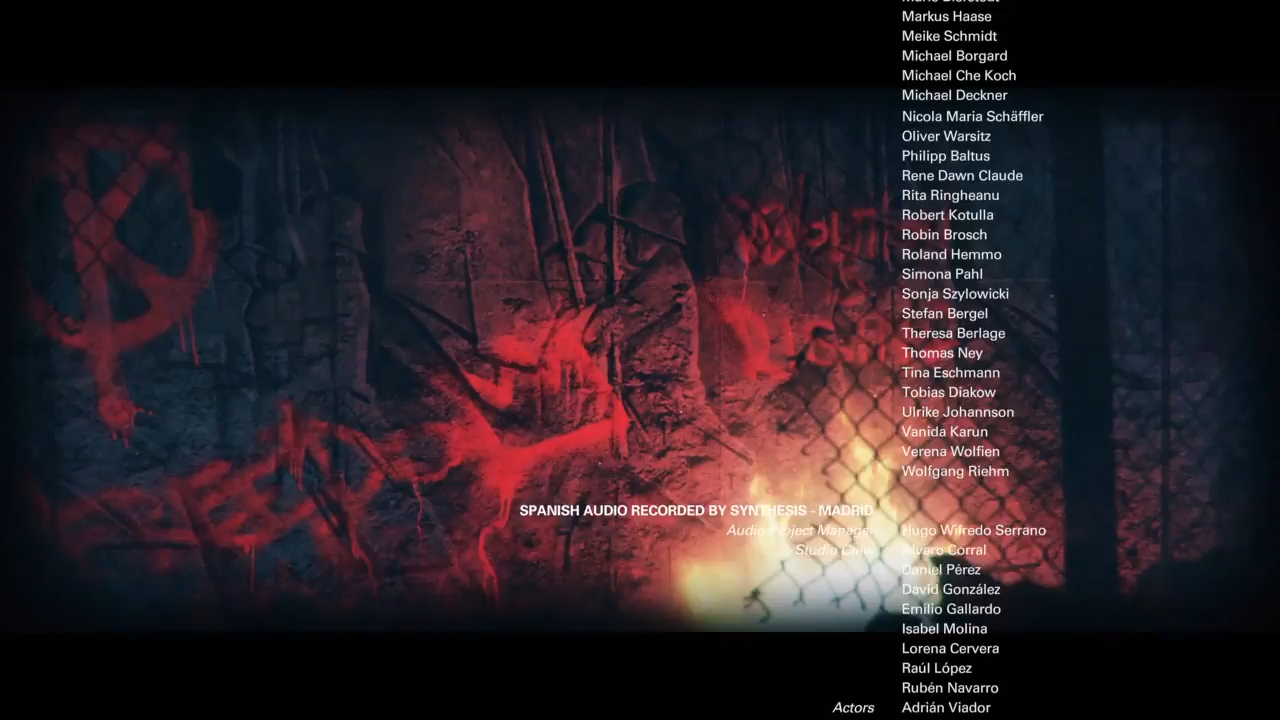 Markus Haase
Meike Schmidt
Michael Borgard
Michael Che Koch
Michael Deckner
Nicola Maria Schäffler
Oliver Warsitz
Philipp Baltus
Rene Dawn Claude
Rita Ringheanu
Robert Kotulla
Robin Brosch
Roland Hemmo
Simona Pahl
Sonja Szylowicki
Stefan Bergel
Theresa Berlage
Thomas Ney
Tina Eschmann
Tobias Diakow
Ulrike Johannson
Vanida Karun
Verena Wolfien
Wolfgang Riehm
SPANISH AUDIO RECORDED BY SYNTHESIS - MADRID
Audio Project Manager Hugo Wifredo Serrano
Studio Crew Álvaro Corral
Daniel Pérez
David González
Emilio Gallardo
Isabel Molina
Lorena Cervera
Raúl López
Rubén Navarro
Actors Adrián Viador